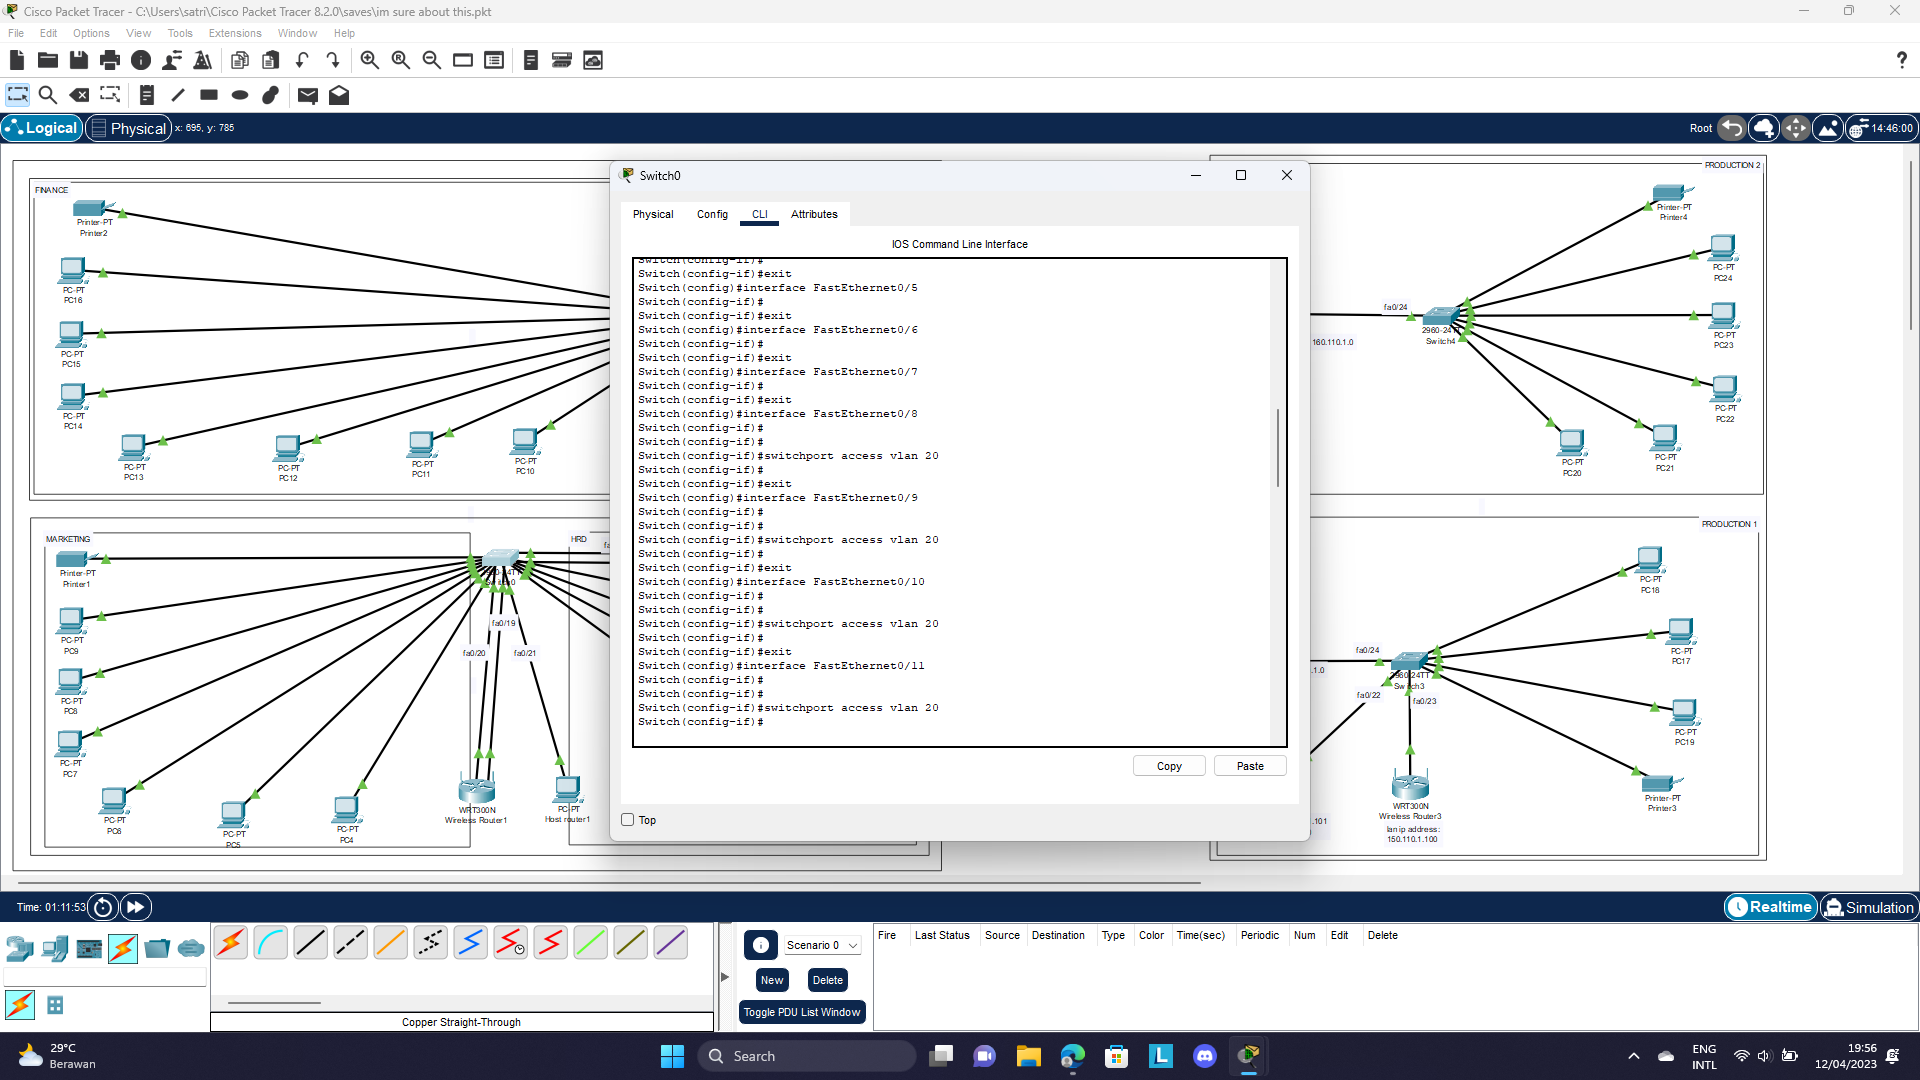 Cisco Packet Tracer - C:\Users\satri\Cisco Packet Tracer 8.2.0\saves\im sure about this.pkt
File Edit Options View Tools Extensions Window Help
Logical Physical x: 695, y: 785
Root 14:46:00
FINANCE
Printer-PT
Printer2
PC-PT
PC16
PC-PT
PC15
PC-PT
PC14
PC-PT
PC13
PC-PT
PC12
PC-PT
PC11
PC-PT
PC10
MARKETING
HRD
Printer-PT
Printer1
PC-PT
PC9
PC-PT
PC8
PC-PT
PC7
PC-PT
PC6
PC-PT
PC5
PC-PT
PC4
fa0/19
fa0/20
fa0/21
WRT300N
Wireless Router1
PC-PT
Host router1
Switch0
Physical Config CLI Attributes
IOS Command Line Interface
Switch(config-if)#
Switch(config-if)#exit
Switch(config)#interface FastEthernet0/5
Switch(config-if)#
Switch(config-if)#exit
Switch(config)#interface FastEthernet0/6
Switch(config-if)#
Switch(config-if)#exit
Switch(config)#interface FastEthernet0/7
Switch(config-if)#
Switch(config-if)#exit
Switch(config)#interface FastEthernet0/8
Switch(config-if)#
Switch(config-if)#
Switch(config-if)#switchport access vlan 20
Switch(config-if)#
Switch(config-if)#exit
Switch(config)#interface FastEthernet0/9
Switch(config-if)#
Switch(config-if)#
Switch(config-if)#switchport access vlan 20
Switch(config-if)#
Switch(config-if)#exit
Switch(config)#interface FastEthernet0/10
Switch(config-if)#
Switch(config-if)#
Switch(config-if)#switchport access vlan 20
Switch(config-if)#
Switch(config-if)#exit
Switch(config)#interface FastEthernet0/11
Switch(config-if)#
Switch(config-if)#
Switch(config-if)#switchport access vlan 20
Switch(config-if)#
Copy Paste
Top
PRODUCTION 2
Printer-PT
Printer4
PC-PT
PC24
fa0/24
2960-24TT
Switch4
160.110.1.0
PC-PT
PC23
PC-PT
PC22
PC-PT
PC21
PC-PT
PC20
PRODUCTION 1
PC-PT
PC18
PC-PT
PC17
fa0/24
2960-24TT
Switch3
.1.0
fa0/22
fa0/23
PC-PT
PC19
Printer-PT
Printer3
WRT300N
Wireless Router3
lan ip address:
150.110.1.100
.101
Time: 01:11:53
Realtime Simulation
Scenario 0
New Delete
Toggle PDU List Window
Fire Last Status Source Destination Type Color Time(sec) Periodic Num Edit Delete
Copper Straight-Through
29°C
Berawan
Search
ENG
INTL
19:56
12/04/2023